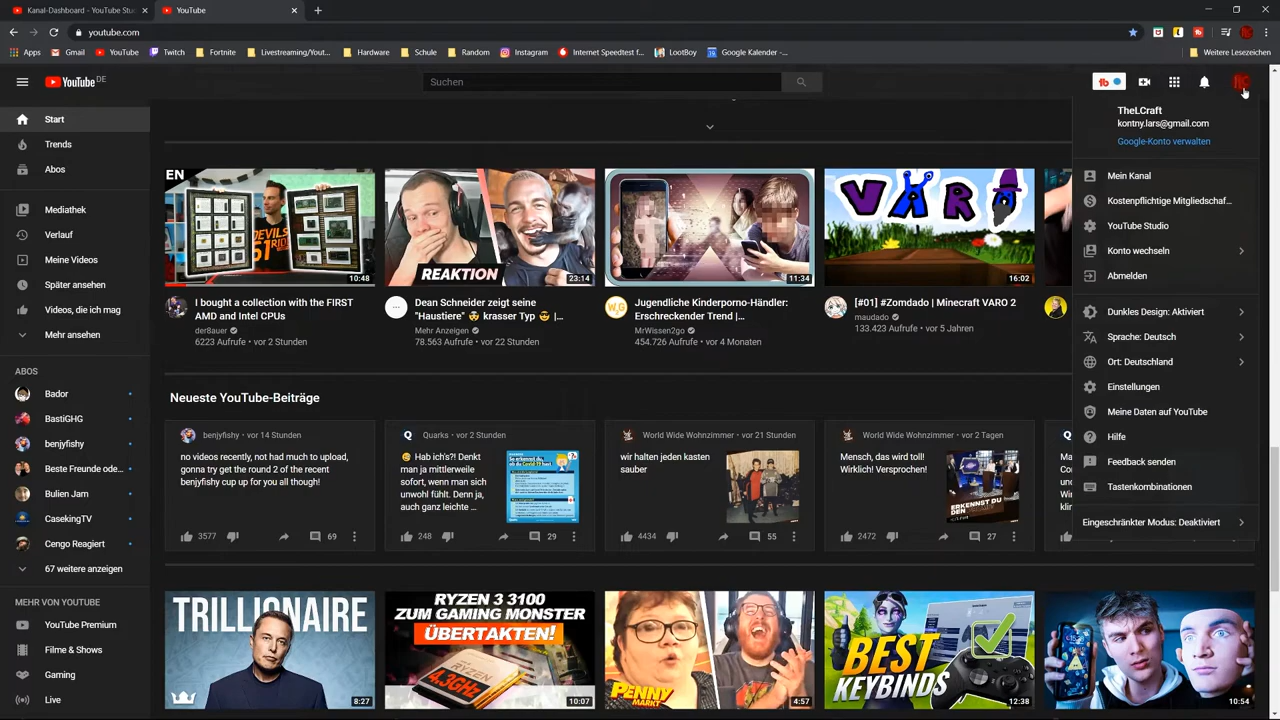 Kanal-Dashboard - YouTube Stu
YouTube
youtube.com
Apps
Gmail
YouTube
Twitch
Fortnite
Livestreaming/Yout...
Hardware
Schule
Random
Instagram
Internet Speedtest f...
LootBoy
Google Kalender -...
Weitere Lesezeichen
YouTube DE
Suchen
TheLCraft
kontny.lars@gmail.com
Google-Konto verwalten
Mein Kanal
Kostenpflichtige Mitgliedschaf...
YouTube Studio
Konto wechseln
Abmelden
Dunkles Design: Aktiviert
Sprache: Deutsch
Ort: Deutschland
Einstellungen
Meine Daten auf YouTube
Hilfe
Feedback senden
Tastenkombinationen
Eingeschränkter Modus: Deaktiviert
Start
Trends
Abos
Mediathek
Verlauf
Meine Videos
Später ansehen
Videos, die ich mag
Mehr ansehen
ABOS
Bador
BastiGHG
benjyfishy
Beste Freunde ode...
Bulien Jam
CasekingTV
Cengo Reagiert
67 weitere anzeigen
MEHR VON YOUTUBE
YouTube Premium
Filme & Shows
Gaming
Live
EN
10:48
I bought a collection with the FIRST
AMD and Intel CPUs
der8auer
6223 Aufrufe • vor 2 Stunden
REAKTION
23:14
Dean Schneider zeigt seine
"Haustiere" 😳 krasser Typ 😎 |...
Mehr Anzeigen
78.563 Aufrufe • vor 22 Stunden
11:34
Jugendliche Kinderporno-Händler:
Erschreckender Trend |...
MrWissen2go
454.726 Aufrufe • vor 4 Monaten
VARO
16:02
[#01] #Zomdado | Minecraft VARO 2
maudado
133.423 Aufrufe • vor 5 Jahren
Neueste YouTube-Beiträge
benjyfishy • vor 14 Stunden
no videos recently, not had much to upload,
gonna try get the round 2 of the recent
benjyfishy cup up for you all tonight
3577
69
Quarks • vor 2 Stunden
🤓 Hab ich's?! Denkt
man ja mittlerweile
sofort, wenn man sich
unwohl fühlt. Denn ja,
erst kürzlich konnten
248
29
World Wide Wohnzimmer • vor 21 Stunden
wir halten jeden kasten
sauber
4434
55
World Wide Wohnzimmer • vor 2 Tagen
Mensch, das wird toll!
Wirklich! Versprochen!
2472
27
TRILLIONAIRE
8:27
RYZEN 3 3100
ZUM GAMING MONSTER
ÜBERTAKTEN!
4.3GHz
10:07
PENNY
MARKT
4:57
BEST
KEYBINDS
12:38
10:54